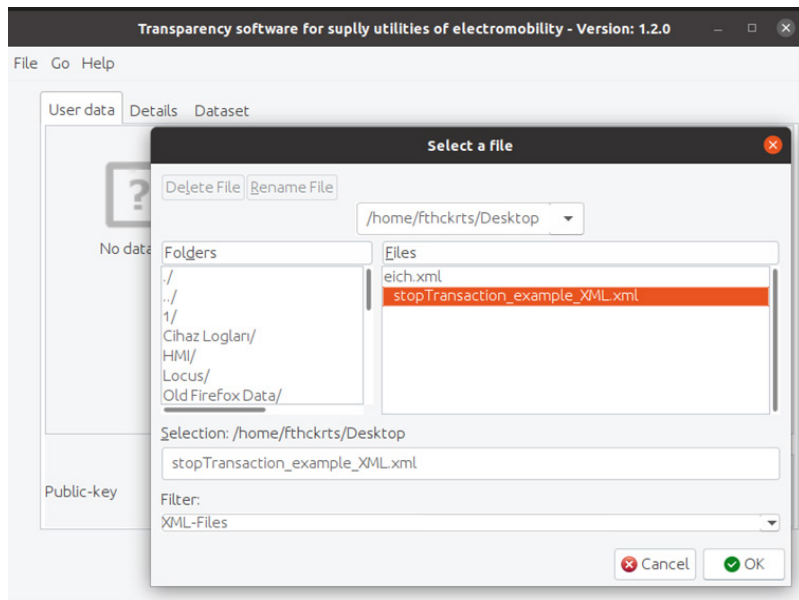 Transparency software for suplly utilities of electromobility - Version: 1.2.0
File Go Help
User data Details Dataset
Select a file
Delete File Rename File
/home/fthckrts/Desktop
?
No data
Folders Files
./ eich.xml
../ stopTransaction_example_XML.xml
1/
Cihaz Logları/
HMI/
Locus/
Old Firefox Data/
Selection: /home/fthckrts/Desktop
stopTransaction_example_XML.xml
Public-key
Filter:
XML-Files
Cancel OK